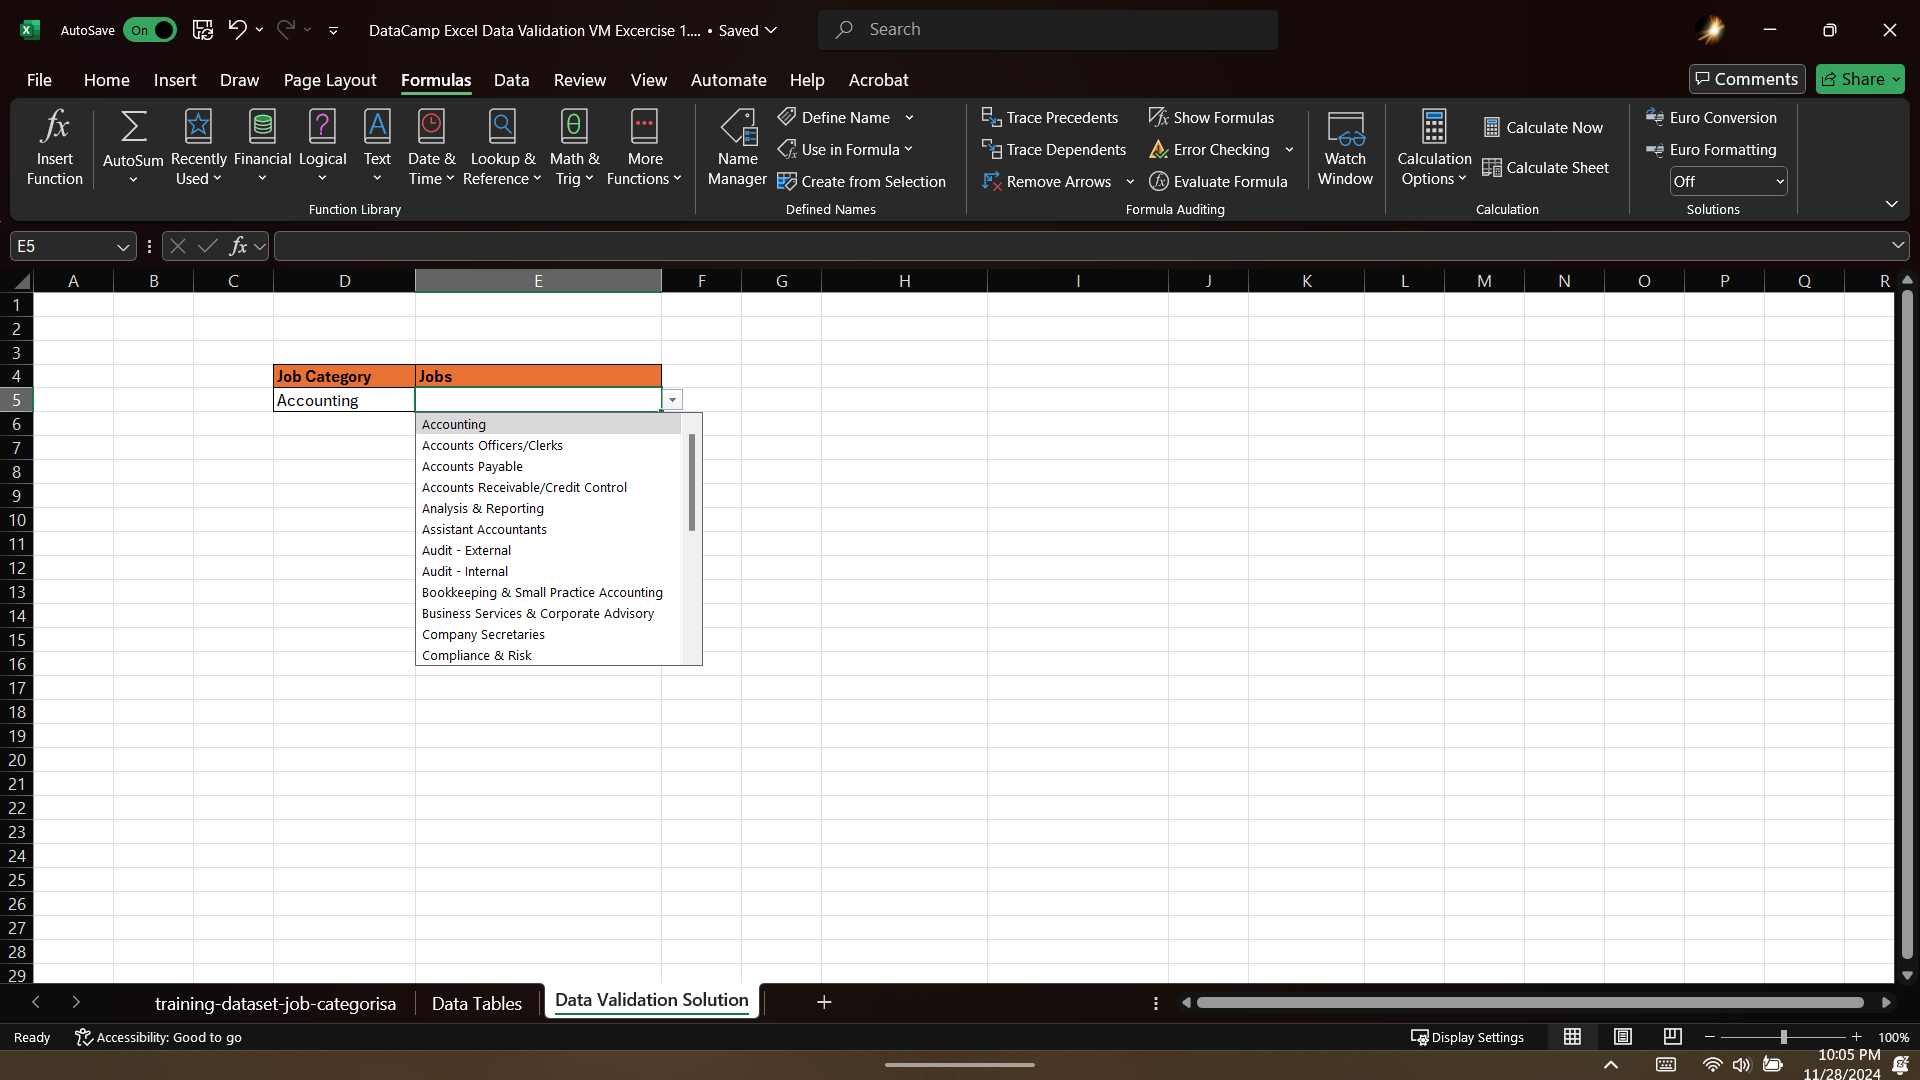 AutoSave On DataCamp Excel Data Validation VM Excercise 1.... • Saved Search
File Home Insert Draw Page Layout Formulas Data Review View Automate Help Acrobat Comments Share
Insert Function
AutoSum
Recently Used
Financial
Logical
Text
Date & Time
Lookup & Reference
Math & Trig
More Functions
Function Library
Name Manager
Define Name
Use in Formula
Create from Selection
Defined Names
Trace Precedents
Trace Dependents
Remove Arrows
Show Formulas
Error Checking
Evaluate Formula
Formula Auditing
Watch Window
Calculation Options
Calculate Now
Calculate Sheet
Calculation
Euro Conversion
Euro Formatting
Off
Solutions
E5 fx
A B C D E F G H I J K L M N O P Q R
1
2
3
4 Job Category Jobs
5 Accounting
6 Accounting
7 Accounts Officers/Clerks
8 Accounts Payable
9 Accounts Receivable/Credit Control
10 Analysis & Reporting
11 Assistant Accountants
12 Audit - External
Audit - Internal
13 Bookkeeping & Small Practice Accounting
14 Business Services & Corporate Advisory
15 Company Secretaries
16 Compliance & Risk
17
18
19
20
21
22
23
24
25
26
27
28
29
training-dataset-job-categorisa Data Tables Data Validation Solution
Ready Accessibility: Good to go Display Settings 100%
10:05 PM
11/28/2024